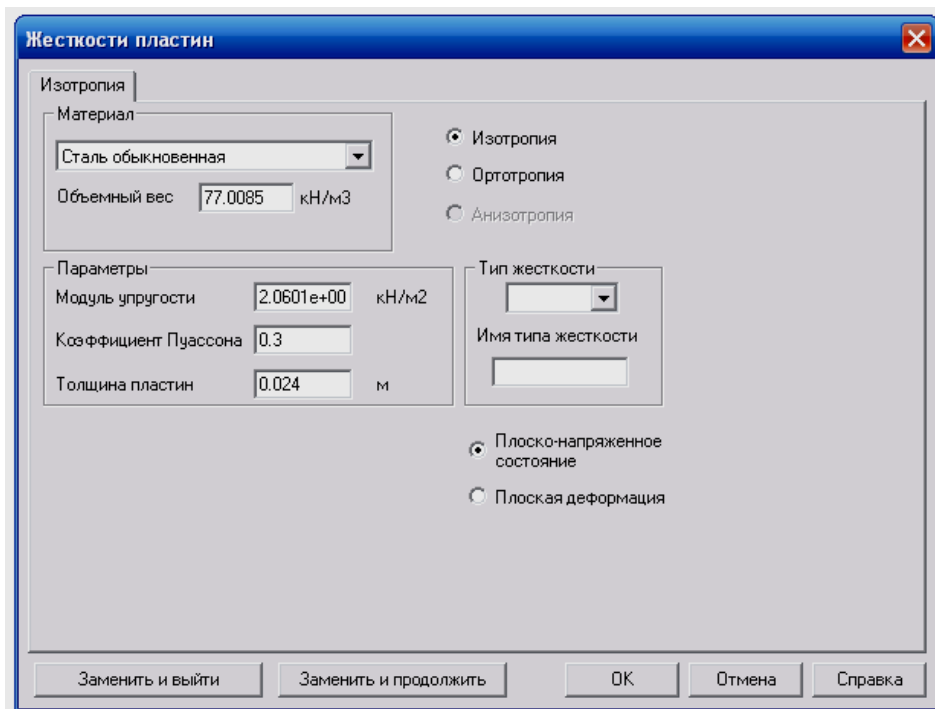 Жесткости пластин
Изотропия
Материал
Сталь обыкновенная
Объемный вес 77.0085 кН/м3
Изотропия
Ортотропия
Анизотропия
Параметры
Модуль упругости 2.0601e+00 кН/м2
Коэффициент Пуассона 0.3
Толщина пластин 0.024 м
Тип жесткости
Имя типа жесткости
Плоско-напряженное
состояние
Плоская деформация
Заменить и выйти Заменить и продолжить OK Отмена Справка